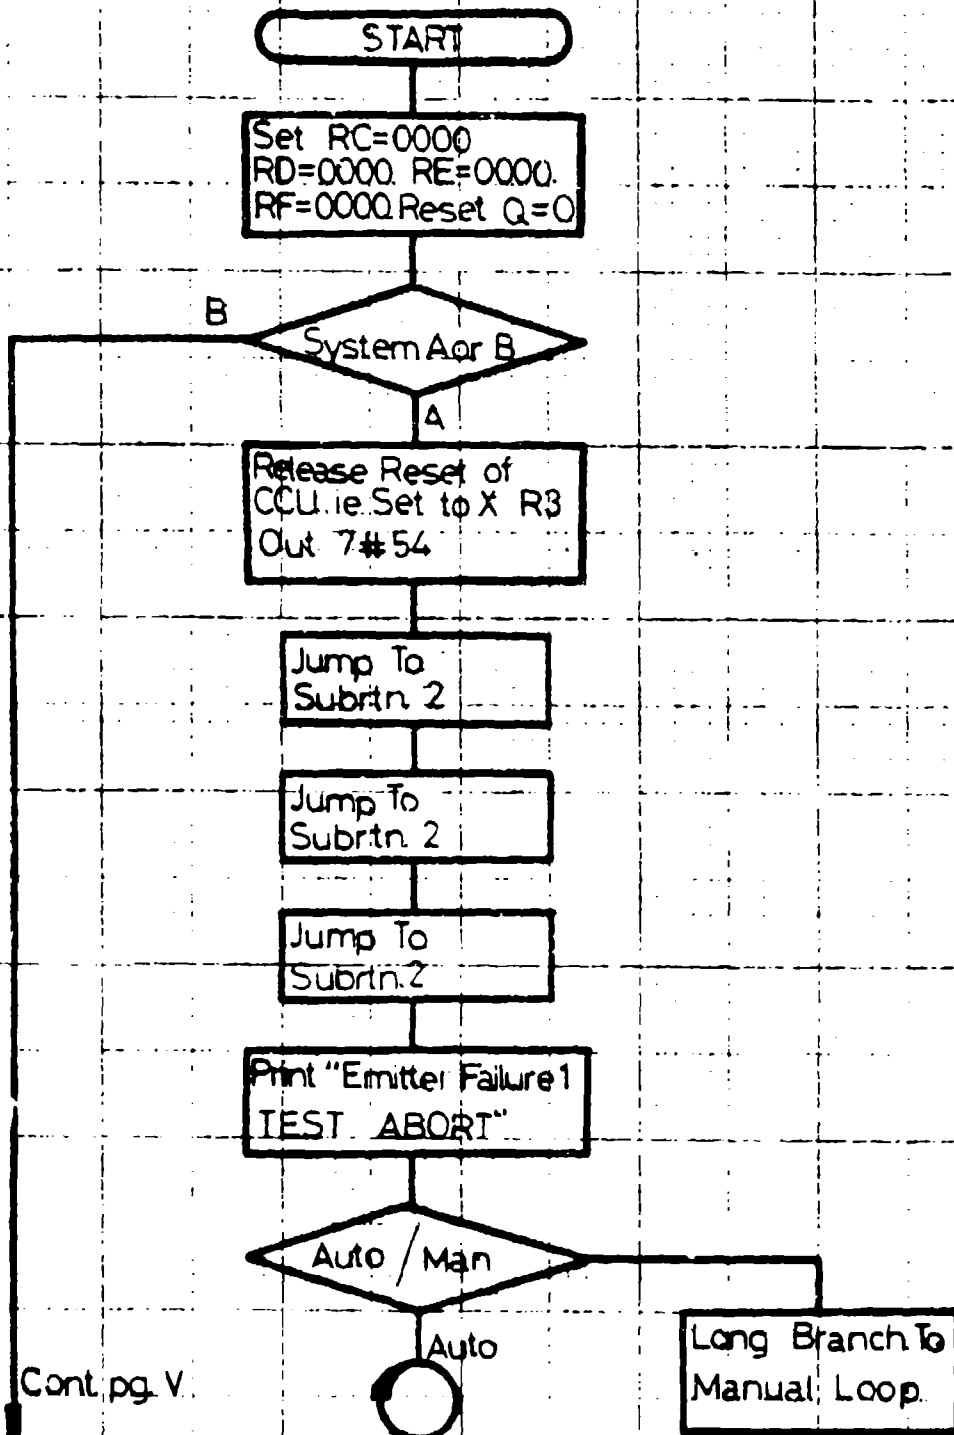 START
Set RC=0000
RD=0000. RE=0000.
RF=0000. Reset Q=0
B
System A or B
A
Release Reset of
CCU. ie. Set to X R3
Out 7#54
Jump To
Subrtn. 2
Jump To
Subrtn. 2
Jump To
Subrtn. 2
Print "Emitter Failure 1
TEST ABORT"
Auto / Man
Auto
Long Branch To
Manual Loop.
Cont. pg. V